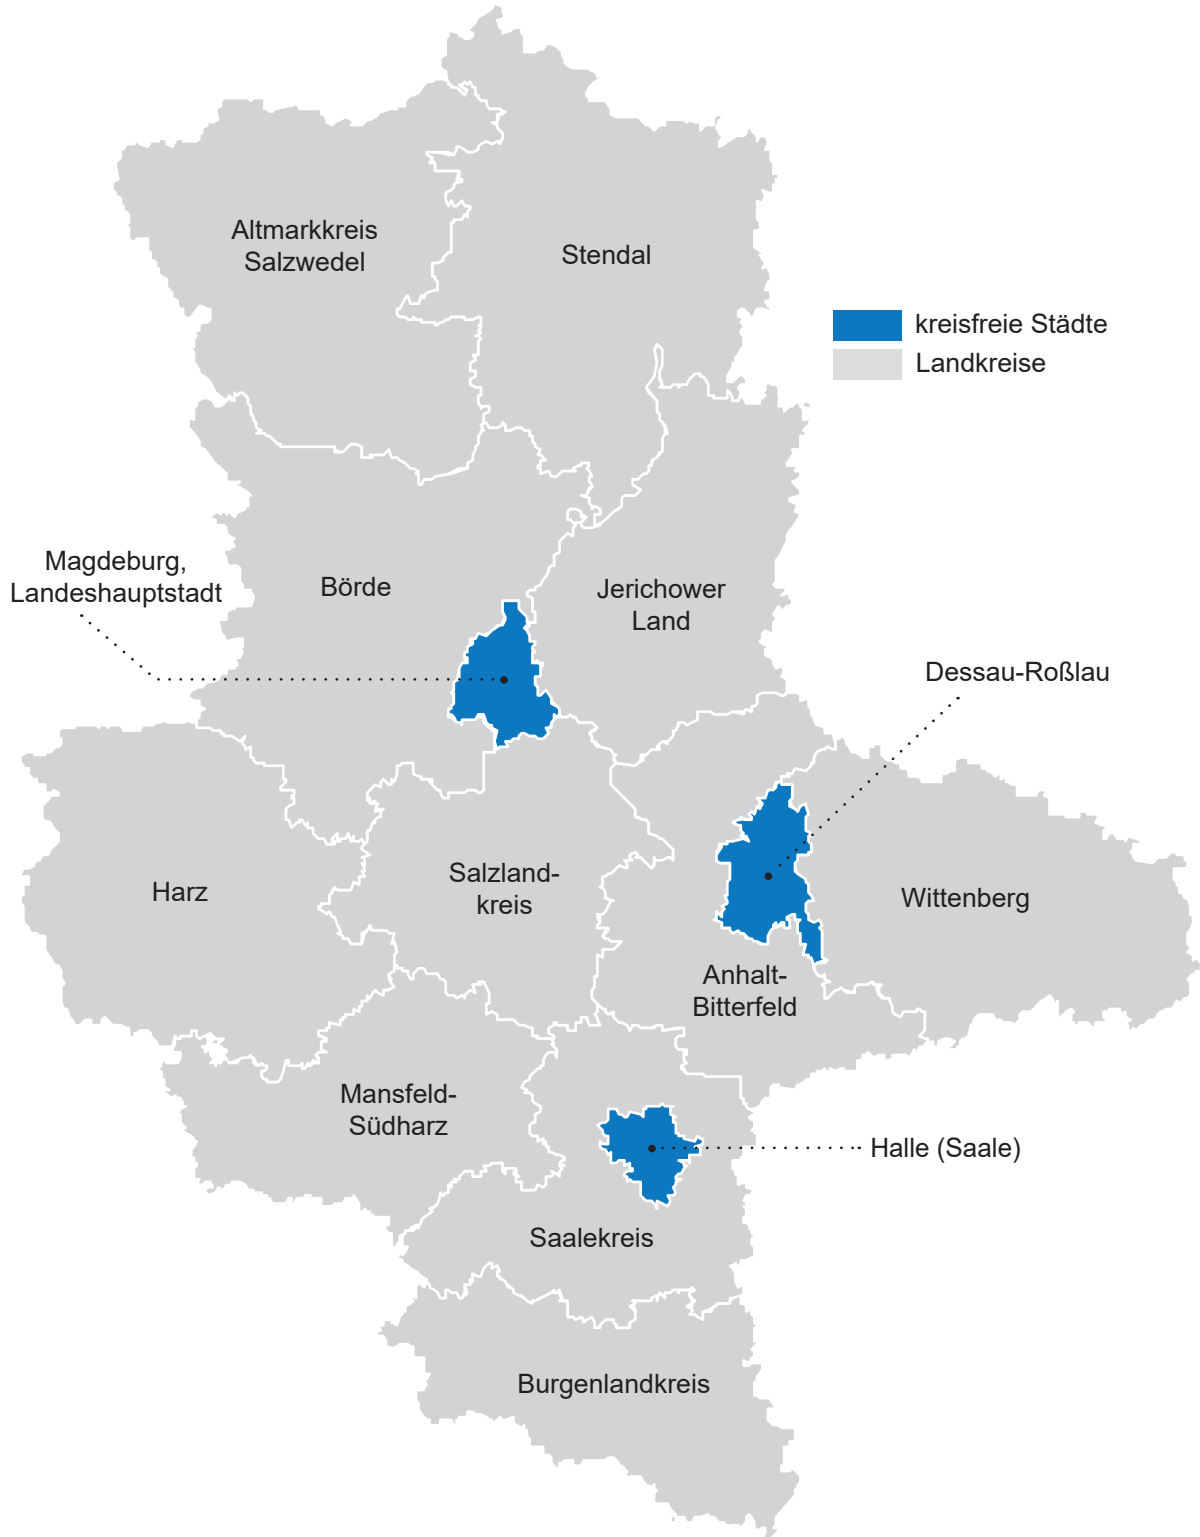 Altmarkkreis
Salzwedel
Stendal
kreisfreie Städte
Landkreise
Magdeburg,
Landeshauptstadt
Börde
Jerichower
Land
Dessau-Roßlau
Harz
Salzland-
kreis
Wittenberg
Anhalt-
Bitterfeld
Mansfeld-
Südharz
Halle (Saale)
Saalekreis
Burgenlandkreis